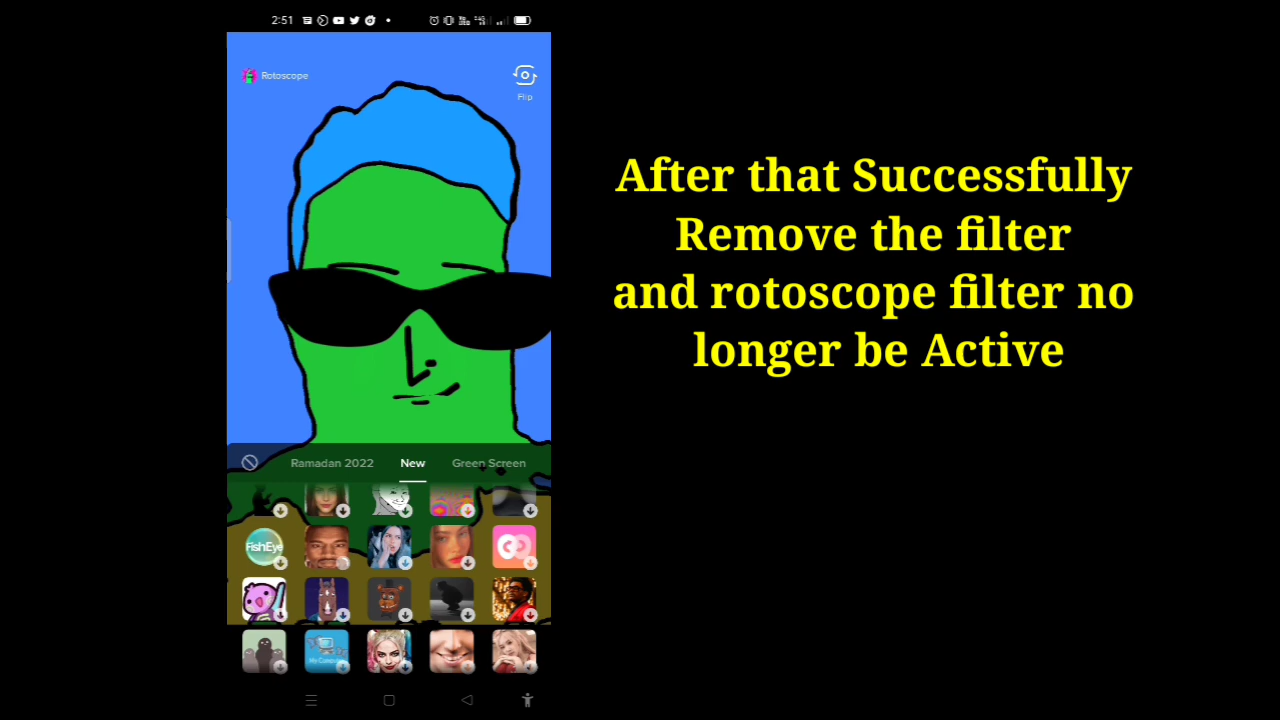 2:51
Rotoscope
Flip
After that Successfully
Remove the filter
and rotoscope filter no
longer be Active
Ramadan 2022
New
Green Screen
FishEye